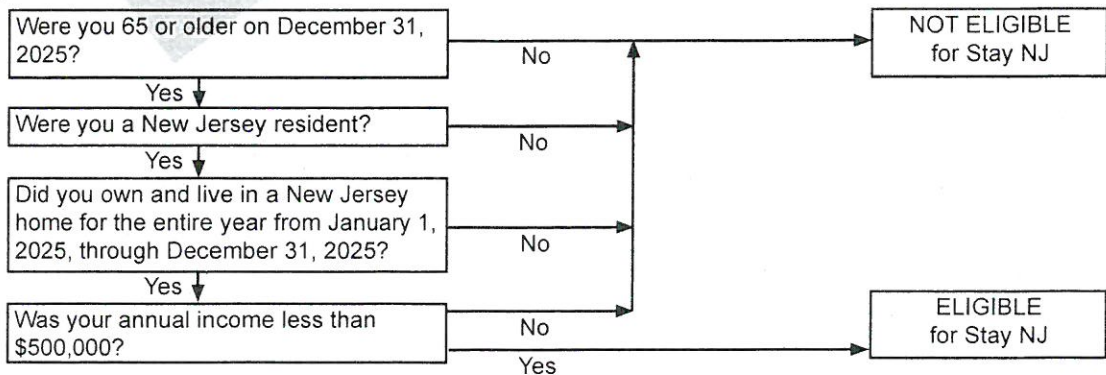 Were you 65 or older on December 31,
2025?
No
NOT ELIGIBLE
for Stay NJ
Yes
Were you a New Jersey resident?
No
Yes
Did you own and live in a New Jersey
home for the entire year from January 1,
2025, through December 31, 2025?
No
Yes
Was your annual income less than
$500,000?
No
Yes
ELIGIBLE
for Stay NJ